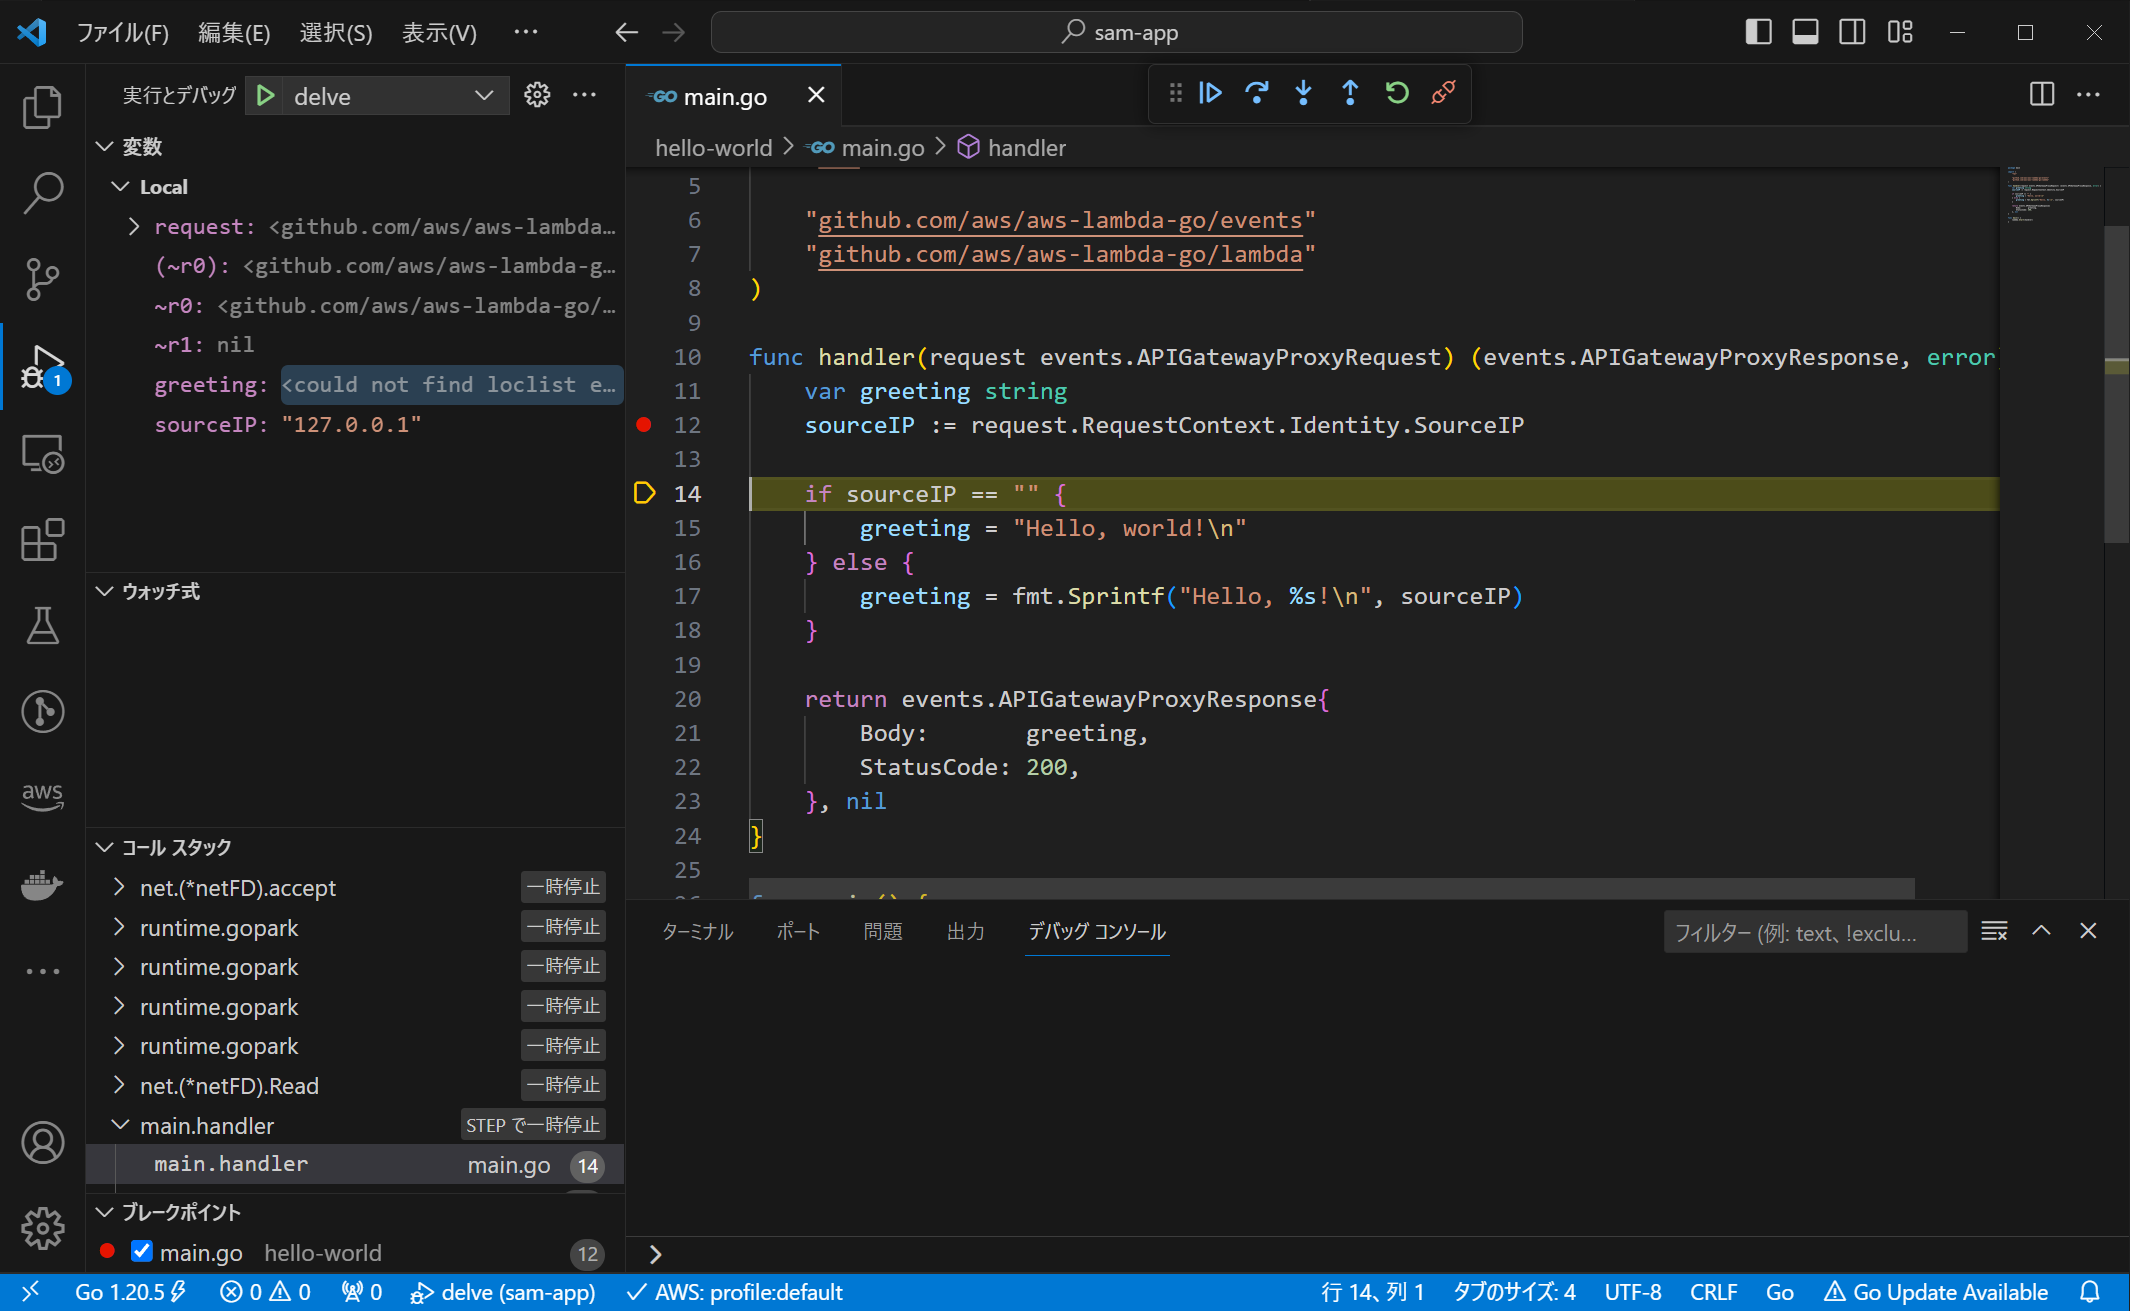 ファイル(F) 編集(E) 選択(S) 表示(V) ··· sam-app
実行とデバッグ delve
変数
Local
request: <github.com/aws/aws-lambda…
(~r0): <github.com/aws/aws-lambda-g…
~r0: <github.com/aws/aws-lambda-go/…
~r1: nil
greeting: <could not find loclist e…
sourceIP: "127.0.0.1"
ウォッチ式
コール スタック
net.(*netFD).accept 一時停止
runtime.gopark 一時停止
runtime.gopark 一時停止
runtime.gopark 一時停止
runtime.gopark 一時停止
net.(*netFD).Read 一時停止
main.handler STEP で一時停止
main.handler main.go 14
ブレークポイント
main.go hello-world 12
1
aws
GO main.go
hello-world > GO main.go > handler
5
6 "github.com/aws/aws-lambda-go/events"
7 "github.com/aws/aws-lambda-go/lambda"
8 )
9
10 func handler(request events.APIGatewayProxyRequest) (events.APIGatewayProxyResponse, error
11 var greeting string
12 sourceIP := request.RequestContext.Identity.SourceIP
13
14 if sourceIP == "" {
15 greeting = "Hello, world!\n"
16 } else {
17 greeting = fmt.Sprintf("Hello, %s!\n", sourceIP)
18 }
19
20 return events.APIGatewayProxyResponse{
21 Body: greeting,
22 StatusCode: 200,
23 }, nil
24 }
25
ターミナル ポート 問題 出力 デバッグ コンソール フィルター (例: text、!exclu...
Go 1.20.5 0 0 0 delve (sam-app) AWS: profile:default 行 14、列 1 タブのサイズ: 4 UTF-8 CRLF Go Go Update Available